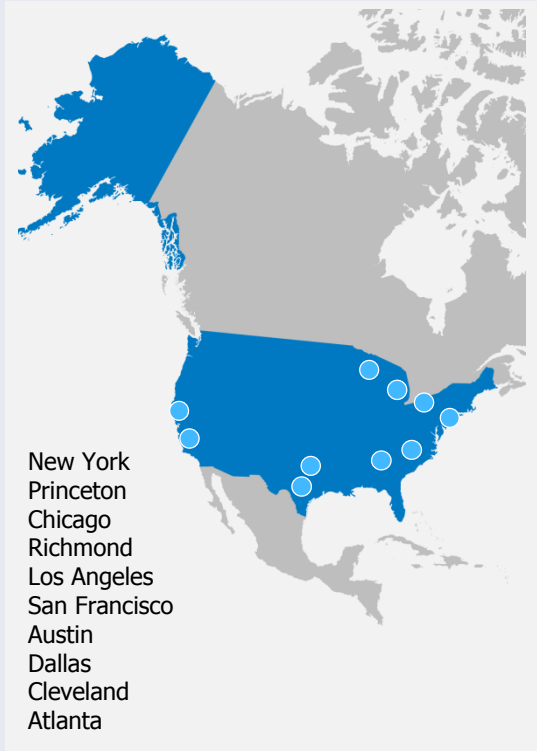 New York
Princeton
Chicago
Richmond
Los Angeles
San Francisco
Austin
Dallas
Cleveland
Atlanta